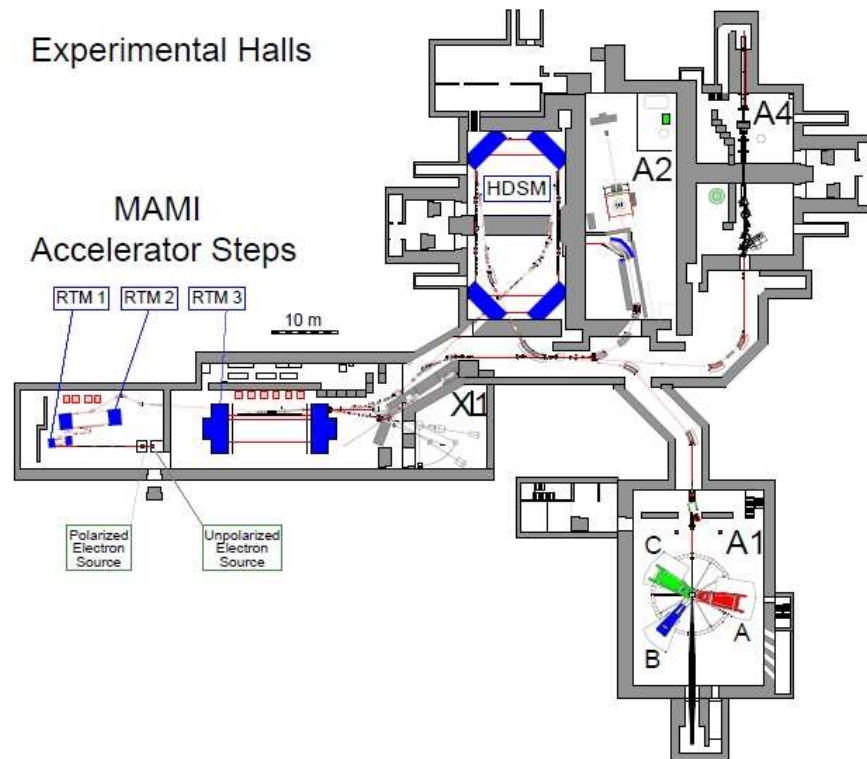 Experimental Halls
A4
A2
HDSM
MAMI
Accelerator Steps
RTM 1
RTM 2
RTM 3
10 m
X1
Polarized
Electron
Source
Unpolarized
Electron
Source
A1
C
A
B